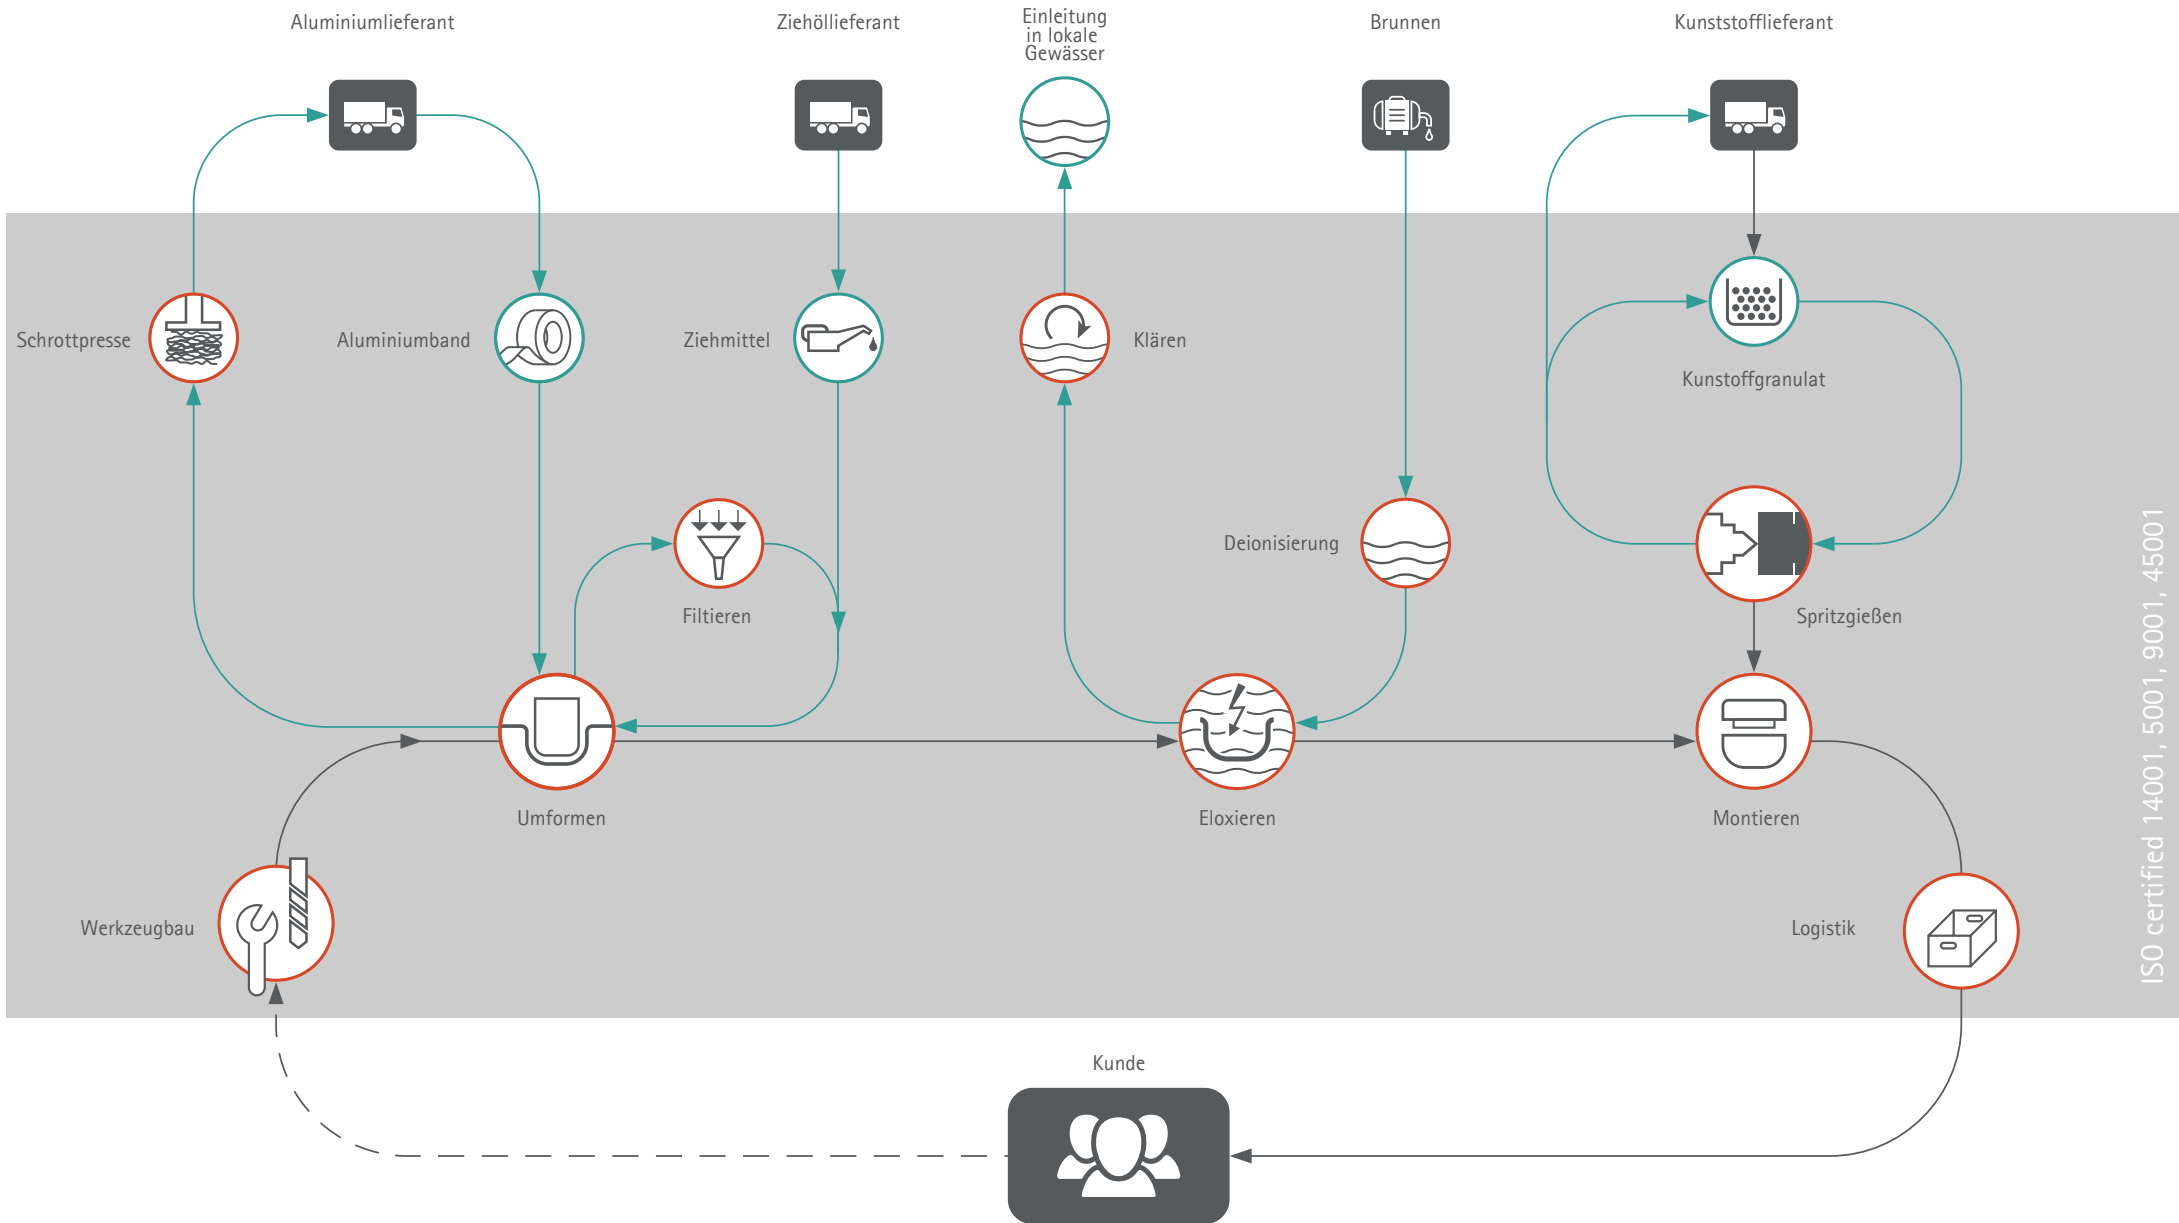 Aluminiumlieferant
Ziehöllieferant
Einleitung
in lokale
Gewässer
Brunnen
Kunststofflieferant
Schrottpresse
Aluminiumband
Ziehmittel
Klären
Kunstoffgranulat
Deionisierung
Filtieren
Spritzgießen
Umformen
Eloxieren
Montieren
Werkzeugbau
Logistik
ISO certified 14001, 5001, 9001, 45001
Kunde